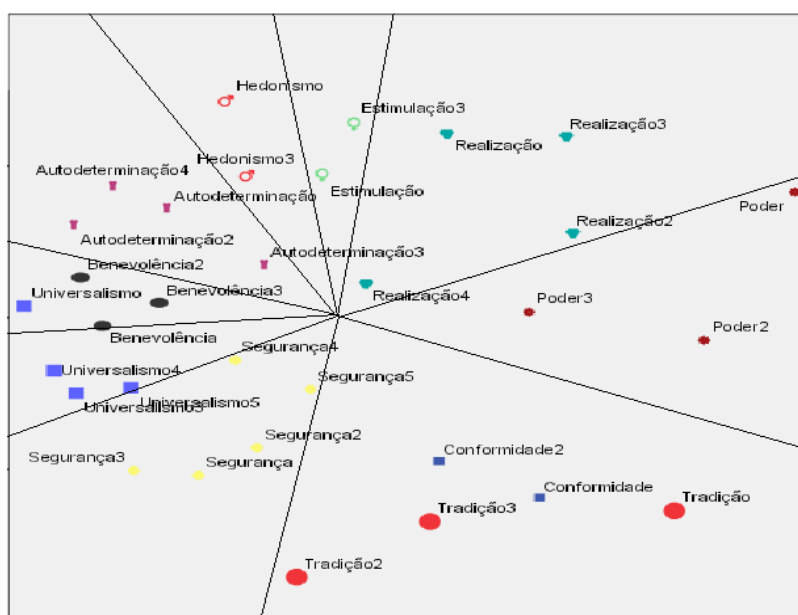 Hedonismo
Estimulação3
Realização3
Realização
Hedonismo3
Autodeterminação4
Estimulação
Autodeterminação
Poder
Realização2
Autodeterminação2
Autodeterminação3
Benevolência2
Universalismo
Benevolência3
Realização4
Poder3
Poder2
Benevolência
Segurança4
Universalismo4
Segurança5
Universalismo5
Segurança2
Conformidade2
Segurança3
Segurança
Conformidade
Tradição
Tradição3
Tradição2